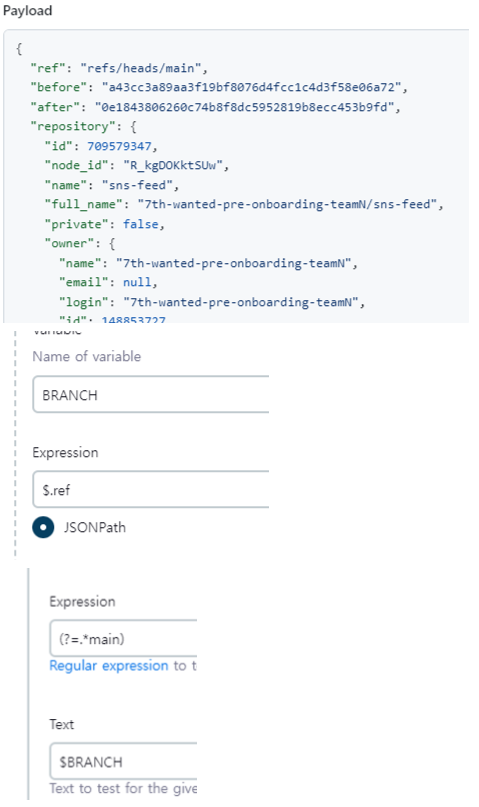 Payload
{
"ref": "refs/heads/main",
"before": "a43cc3a89aa3f19bf8076d4fcc1c4d3f58e06a72",
"after": "0e1843806260c74b8f8dc5952819b8ecc453b9fd",
"repository": {
"id": 709579347,
"node_id": "R_kgDOKktSUw",
"name": "sns-feed",
"full_name": "7th-wanted-pre-onboarding-teamN/sns-feed",
"private": false,
"owner": {
"name": "7th-wanted-pre-onboarding-teamN",
"email": null,
"login": "7th-wanted-pre-onboarding-teamN",
"id": 148853727
Variable
Name of variable
BRANCH
Expression
$.ref
JSONPath
Expression
(?=.*main)
Regular expression to t
Text
$BRANCH
Text to test for the give